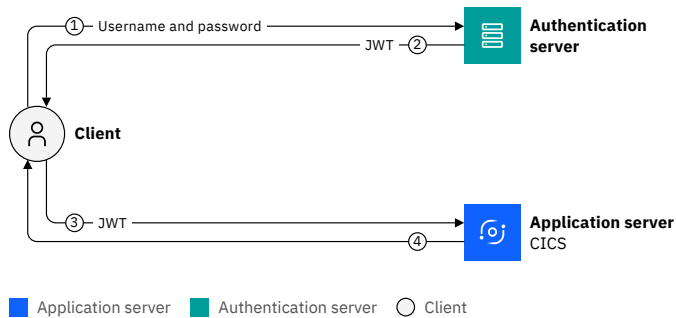 1 Username and password
Authentication
server
JWT 2
Client
3 JWT
Application server
CICS
4
Application server Authentication server Client